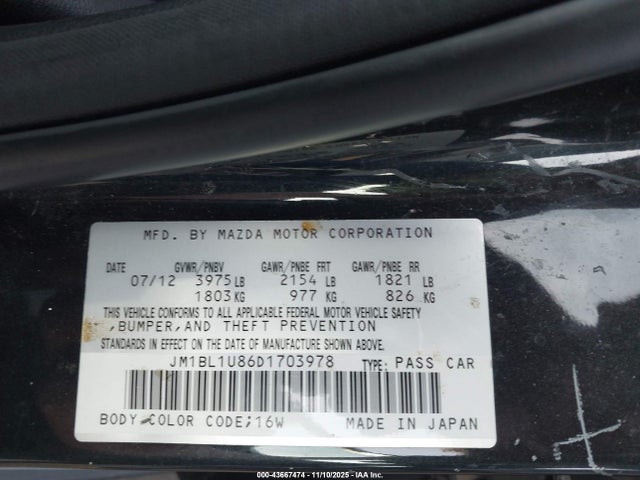 MFD. BY MAZDA MOTOR CORPORATION
DATE GVWR/PNBV GAWR/PNBE FRT GAWR/PNBE RR
07/12 3975 LB 2154 LB 1821 LB
1803 KG 977 KG 826 KG
THIS VEHICLE CONFORMS TO ALL APPLICABLE FEDERAL MOTOR VEHICLE SAFETY
,BUMPER,AND THEFT PREVENTION
STANDARDS IN EFFECT ON THE DATE OF MANUFACTURE SHOWN ABOVE.
JM1BL1U86D1703978 TYPE: PASS CAR
BODY COLOR CODE;16W MADE IN JAPAN
000-43667474 — 11/10/2025 — IAA Inc.